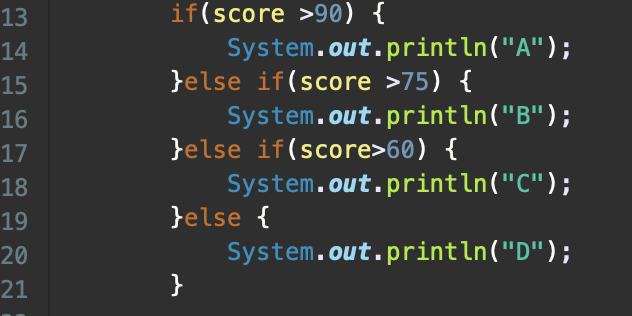 13 if(score >90) {
14 System.out.println("A");
15 }else if(score >75) {
16 System.out.println("B");
17 }else if(score>60) {
18 System.out.println("C");
19 }else {
20 System.out.println("D");
21 }